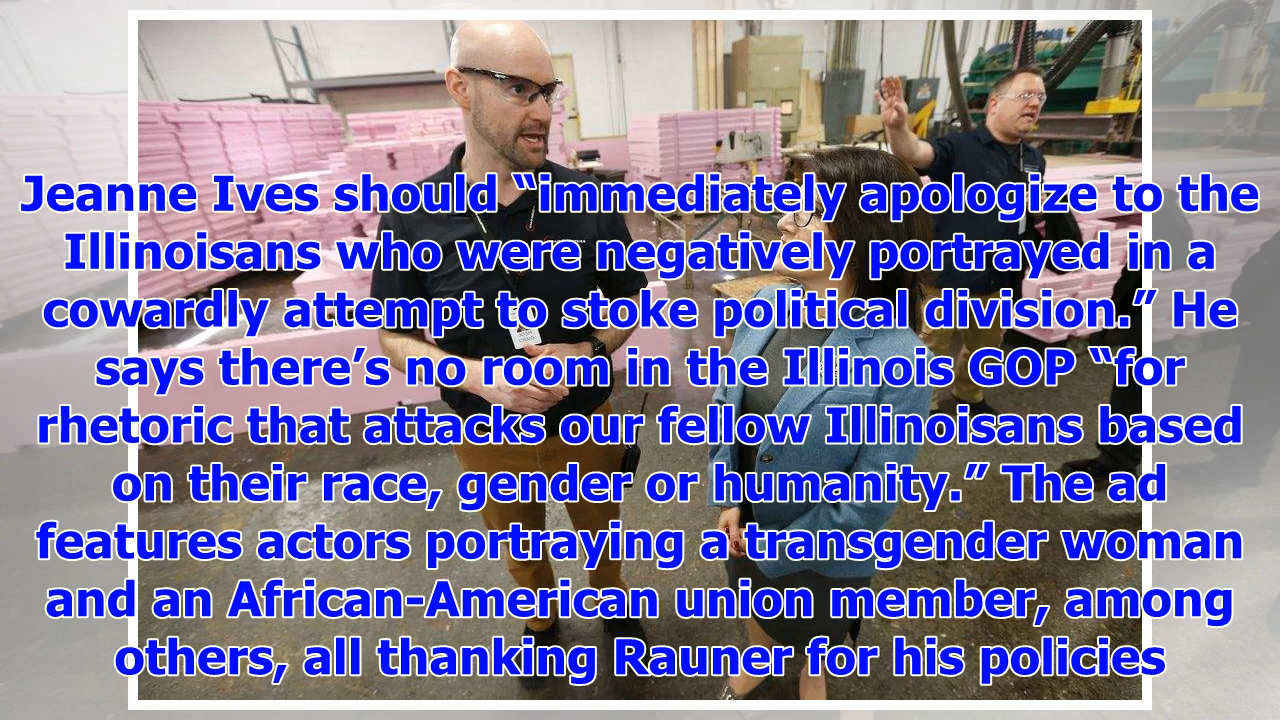 Jeanne Ives should “immediately apologize to the
Illinoisans who were negatively portrayed in a
cowardly attempt to stoke political division.” He
says there’s no room in the Illinois GOP “for
rhetoric that attacks our fellow Illinoisans based
on their race, gender or humanity.” The ad
features actors portraying a transgender woman
and an African-American union member, among
others, all thanking Rauner for his policies